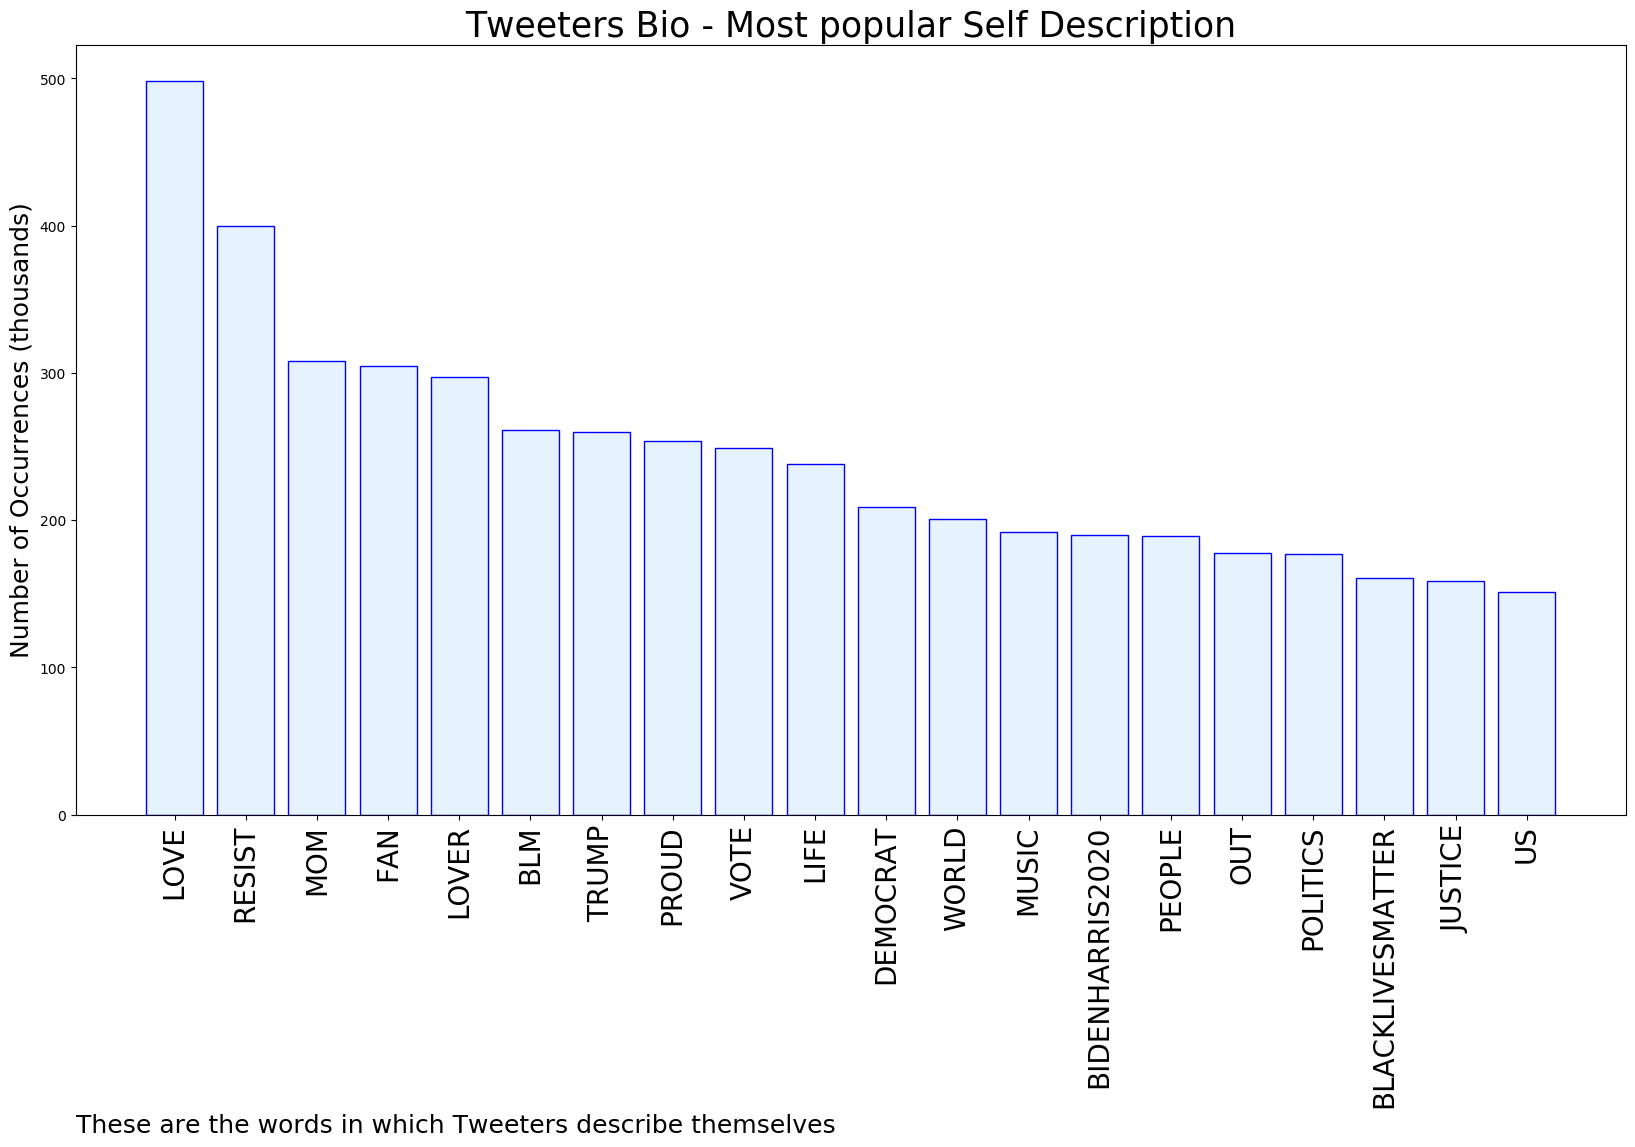 Tweeters Bio - Most popular Self Description
Number of Occurrences (thousands)
500
400
300
200
100
0
LOVE
RESIST
MOM
FAN
LOVER
BLM
TRUMP
PROUD
VOTE
LIFE
DEMOCRAT
WORLD
MUSIC
BIDENHARRIS2020
PEOPLE
OUT
POLITICS
BLACKLIVESMATTER
JUSTICE
US
These are the words in which Tweeters describe themselves